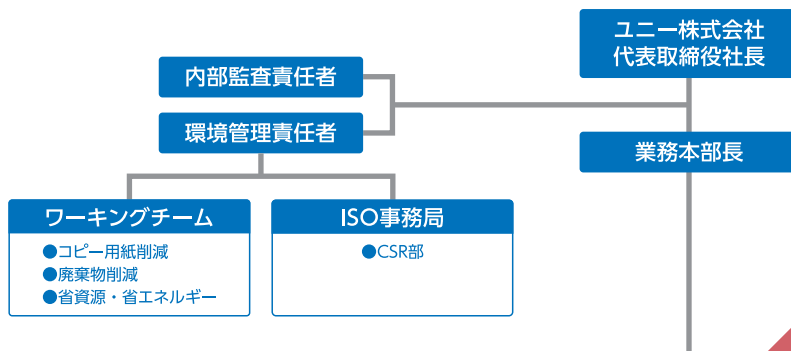 ユニー株式会社
代表取締役社長
内部監査責任者
環境管理責任者
業務本部長
ワーキングチーム
●コピー用紙削減
●廃棄物削減
●省資源・省エネルギー
ISO事務局
●CSR部